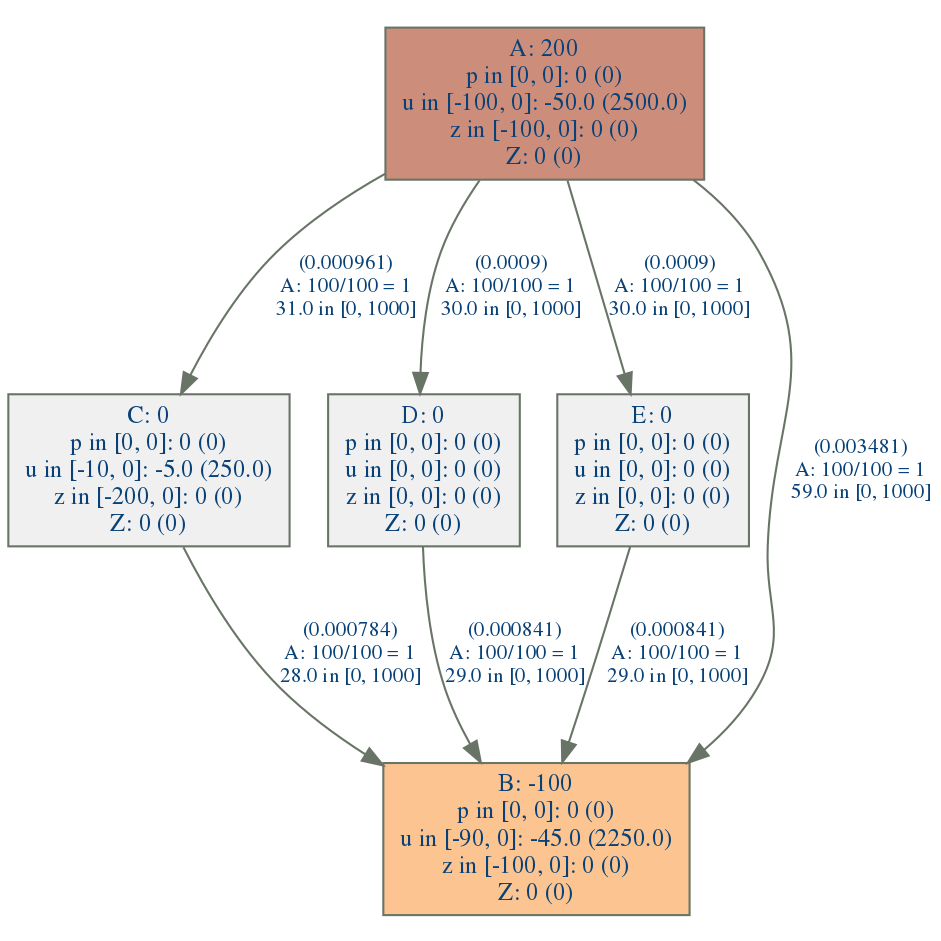 A: 200
p in [0, 0]: 0 (0)
u in [-100, 0]: -50.0 (2500.0)
z in [-100, 0]: 0 (0)
Z: 0 (0)
(0.000961)
A: 100/100 = 1
31.0 in [0, 1000]
(0.0009)
A: 100/100 = 1
30.0 in [0, 1000]
(0.0009)
A: 100/100 = 1
30.0 in [0, 1000]
(0.003481)
A: 100/100 = 1
59.0 in [0, 1000]
C: 0
p in [0, 0]: 0 (0)
u in [-10, 0]: -5.0 (250.0)
z in [-200, 0]: 0 (0)
Z: 0 (0)
D: 0
p in [0, 0]: 0 (0)
u in [0, 0]: 0 (0)
z in [0, 0]: 0 (0)
Z: 0 (0)
E: 0
p in [0, 0]: 0 (0)
u in [0, 0]: 0 (0)
z in [0, 0]: 0 (0)
Z: 0 (0)
(0.000784)
A: 100/100 = 1
28.0 in [0, 1000]
(0.000841)
A: 100/100 = 1
29.0 in [0, 1000]
(0.000841)
A: 100/100 = 1
29.0 in [0, 1000]
B: -100
p in [0, 0]: 0 (0)
u in [-90, 0]: -45.0 (2250.0)
z in [-100, 0]: 0 (0)
Z: 0 (0)